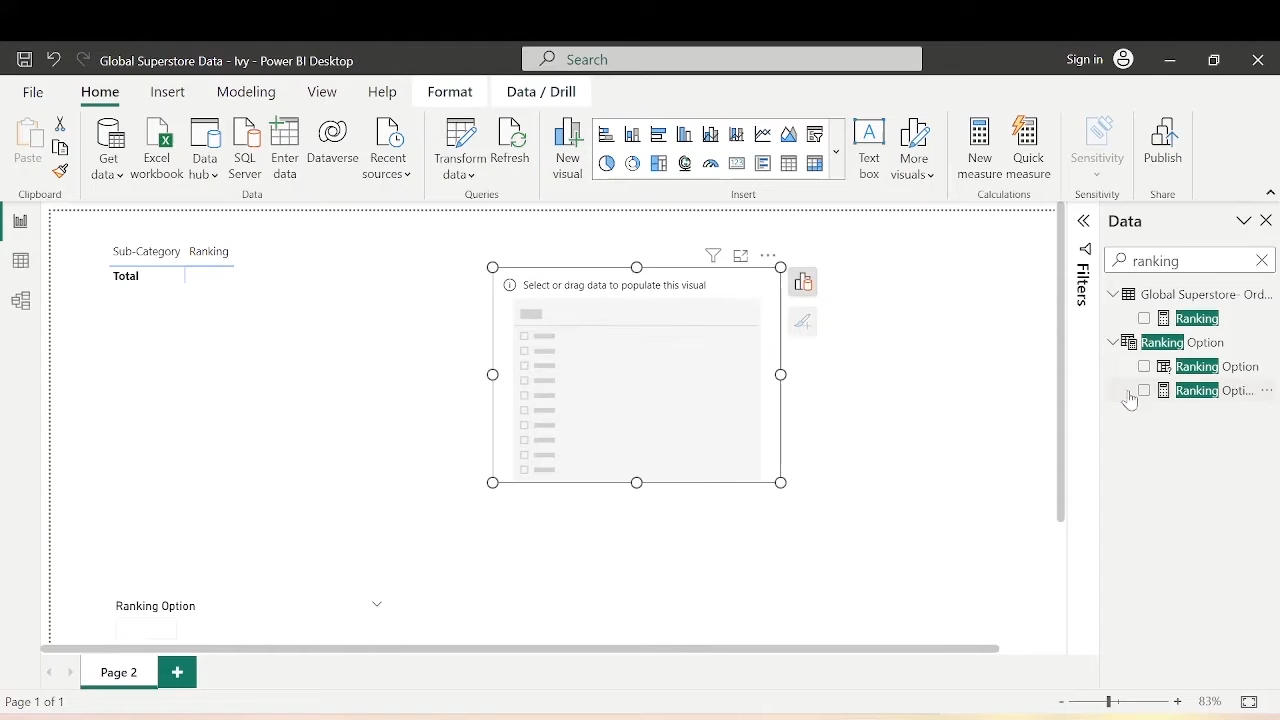 Global Superstore Data - Ivy - Power BI Desktop
Search
Sign in
File
Home
Insert
Modeling
View
Help
Format
Data / Drill
Paste
Get data
Excel workbook
Data hub
SQL Server
Enter data
Dataverse
Recent sources
Transform data
Refresh
New visual
A
Text box
More visuals
New measure
Quick measure
Sensitivity
Publish
Clipboard
Data
Queries
Insert
Calculations
Sensitivity
Share
Sub-Category Ranking
Total
Select or drag data to populate this visual
Ranking Option
Filters
Data
ranking
Global Superstore- Ord...
Ranking
Ranking Option
Ranking Option
Ranking Opti...
Page 2
Page 1 of 1
83%